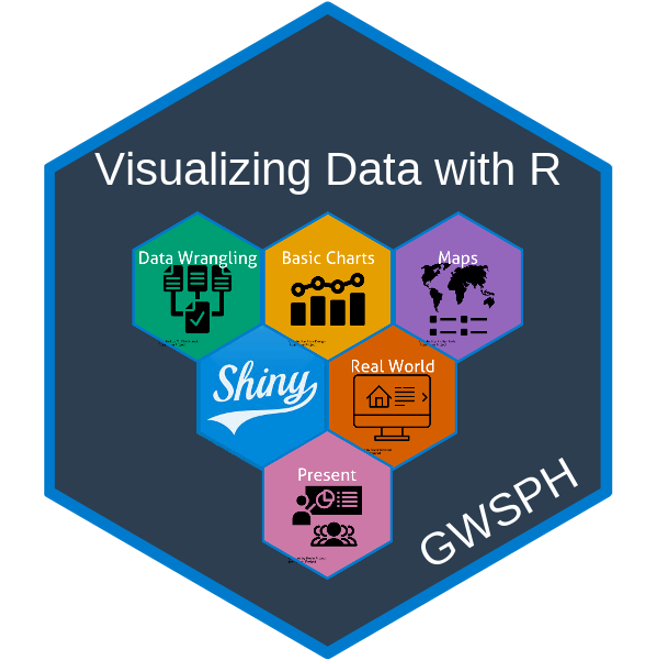 Visualizing Data with R
Data Wrangling
Basic Charts
Maps
Shiny
Real World
Present
GWSPH